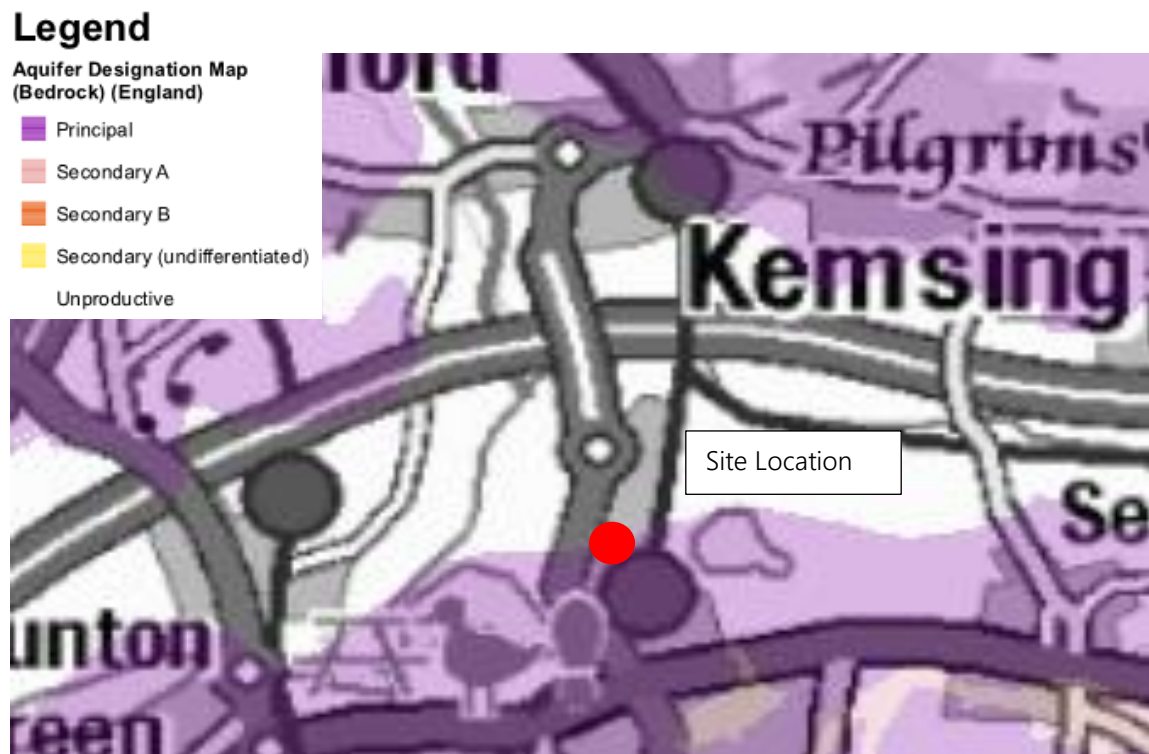 Legend
Aquifer Designation Map
(Bedrock) (England)
Principal
Secondary A
Secondary B
Secondary (undifferentiated)
Unproductive
ford
Pilgrims'
Kemsing
Site Location
Se
unton
reen